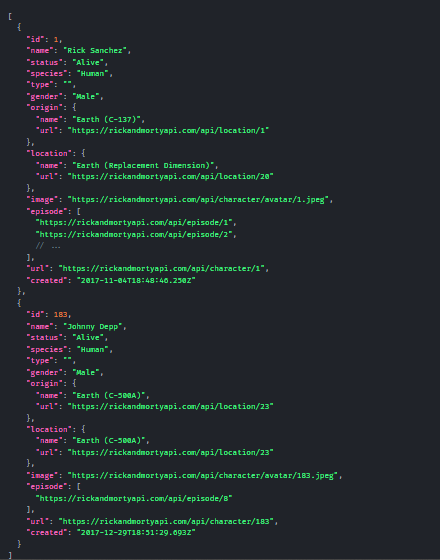 [
  {
    "id": 1,
    "name": "Rick Sanchez",
    "status": "Alive",
    "species": "Human",
    "type": "",
    "gender": "Male",
    "origin": {
      "name": "Earth (C-137)",
      "url": "https://rickandmortyapi.com/api/location/1"
    },
    "location": {
      "name": "Earth (Replacement Dimension)",
      "url": "https://rickandmortyapi.com/api/location/20"
    },
    "image": "https://rickandmortyapi.com/api/character/avatar/1.jpeg",
    "episode": [
      "https://rickandmortyapi.com/api/episode/1",
      "https://rickandmortyapi.com/api/episode/2",
      // ...
    ],
    "url": "https://rickandmortyapi.com/api/character/1",
    "created": "2017-11-04T18:48:46.250Z"
  },
  {
    "id": 183,
    "name": "Johnny Depp",
    "status": "Alive",
    "species": "Human",
    "type": "",
    "gender": "Male",
    "origin": {
      "name": "Earth (C-500A)",
      "url": "https://rickandmortyapi.com/api/location/23"
    },
    "location": {
      "name": "Earth (C-500A)",
      "url": "https://rickandmortyapi.com/api/location/23"
    },
    "image": "https://rickandmortyapi.com/api/character/avatar/183.jpeg",
    "episode": [
      "https://rickandmortyapi.com/api/episode/8"
    ],
    "url": "https://rickandmortyapi.com/api/character/183",
    "created": "2017-12-29T18:51:29.693Z"
  }
]